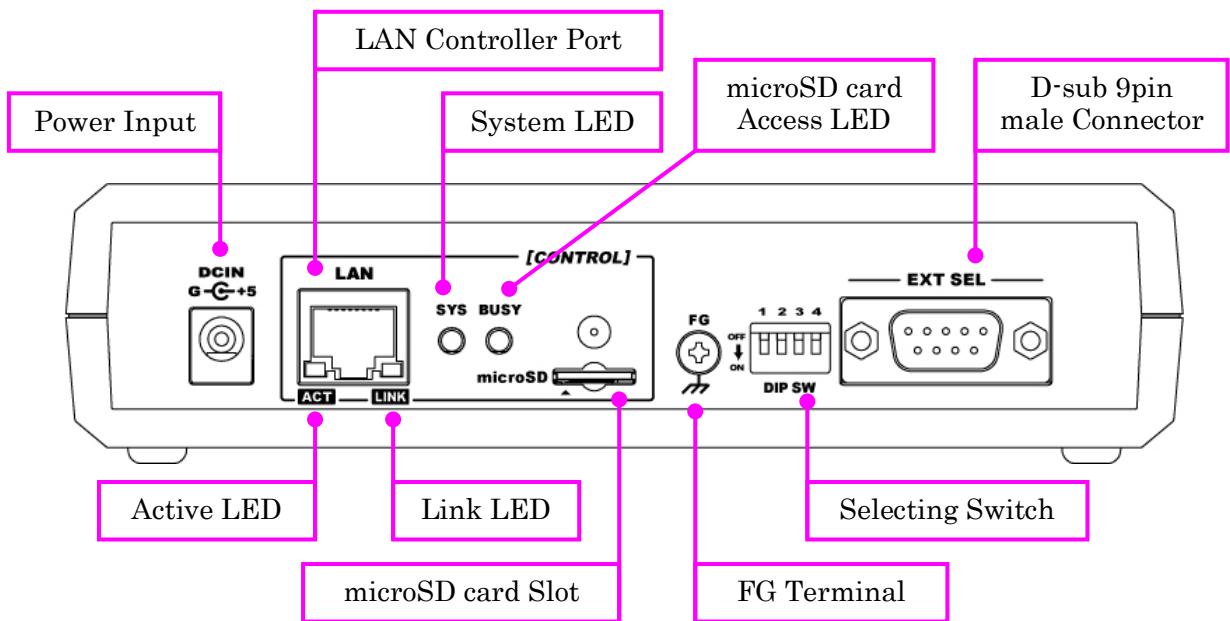 LAN Controller Port
Power Input
System LED
microSD card
Access LED
D-sub 9pin
male Connector
[CONTROL]
DCIN
G +5
LAN
SYS BUSY
microSD
ACT
LINK
FG
1 2 3 4
OFF
ON
DIP SW
EXT SEL
Active LED
Link LED
Selecting Switch
microSD card Slot
FG Terminal